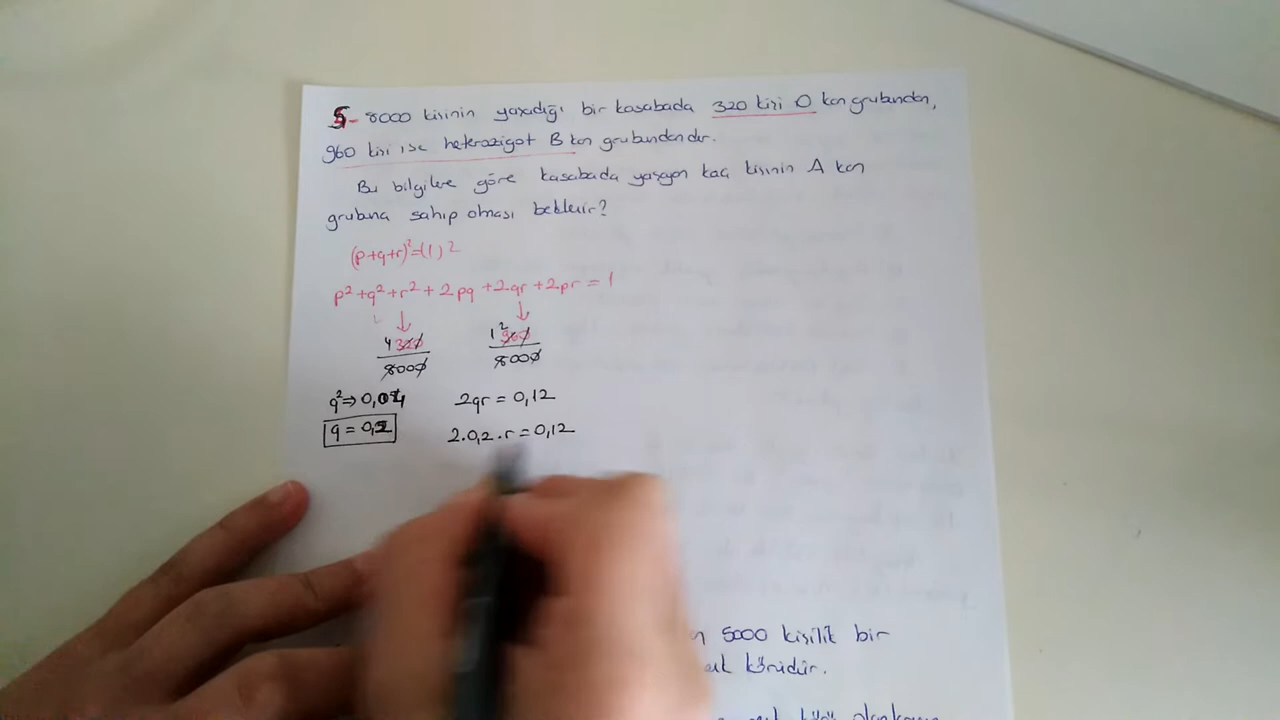 5- 8000 kişinin yaşadığı bir kasabada 320 kişi O kan grubundan,
960 kişi ise heterozigot B kan grubundandır.
Bu bilgilere göre kasabada yaşayan kaç kişinin A kan
grubuna sahip olması beklenir?
(p+q+r)²=(1)²
p²+q²+r²+2pq+2qr+2pr=1
4 320 12 960
8000 8000
q²⇒0,04 2qr = 0,12
q = 0,2 2.0,2.r=0,12
5000 kişilik bir
körüdür.